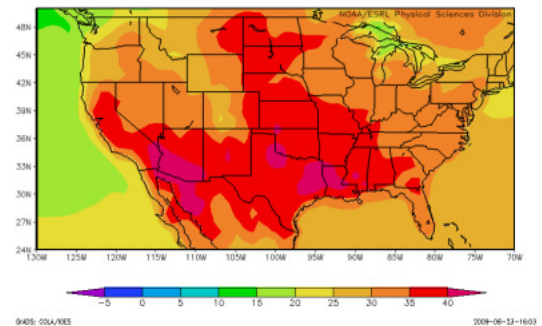 NOAA/ESRL Physical Sciences Division
48N
45N
42N
39N
36N
33N
30N
27N
24N
130W 125W 120W 115W 110W 105W 100W 95W 90W 85W 80W 75W 70W
-5 0 5 10 15 20 25 30 35 40
GrADS: COLA/IGES 2009-06-23-16:03